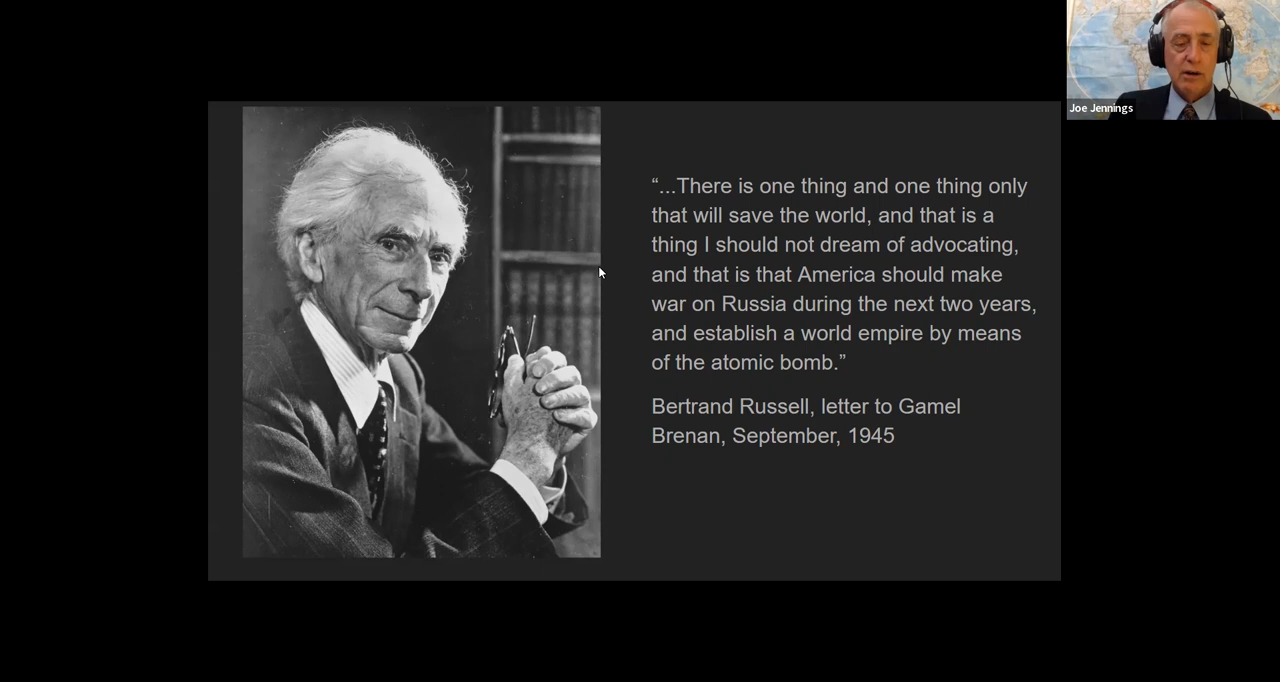 Joe Jennings
“...There is one thing and one thing only
that will save the world, and that is a
thing I should not dream of advocating,
and that is that America should make
war on Russia during the next two years,
and establish a world empire by means
of the atomic bomb.”
Bertrand Russell, letter to Gamel
Brenan, September, 1945